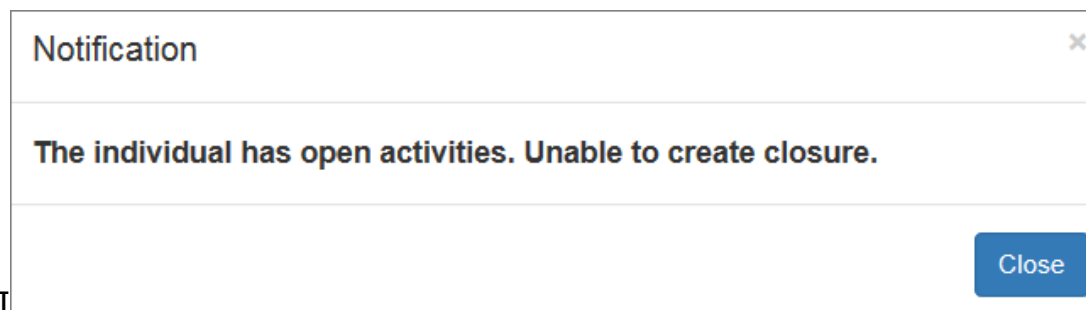 Notification ×
The individual has open activities. Unable to create closure.
Close